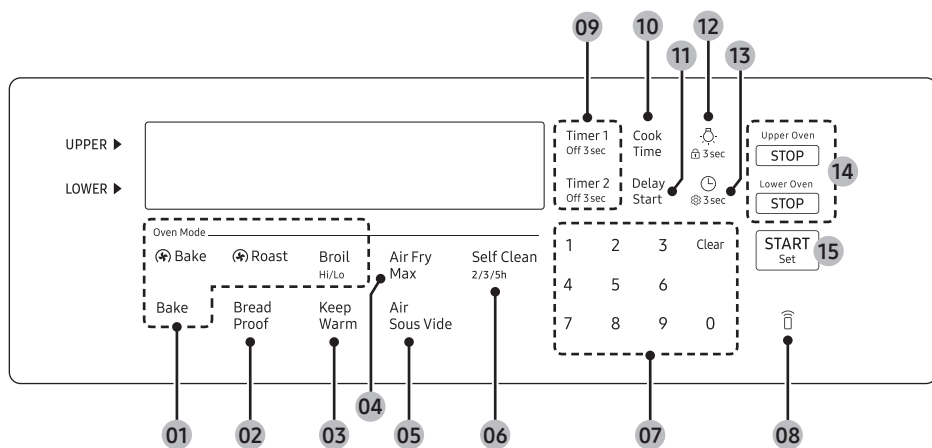 09
10
12
11
13
UPPER
LOWER
Timer 1
Off 3 sec
Timer 2
Off 3 sec
Cook
Time
Delay
Start
3 sec
3 sec
Upper Oven
STOP
Lower Oven
STOP
14
START
Set
15
Oven Mode
Bake
Roast
Broil
Hi/Lo
Air Fry
Max
Self Clean
2/3/5h
Bake
Bread
Proof
Keep
Warm
Air
Sous Vide
1 2 3 Clear
4 5 6
7 8 9 0
01
02
03
04
05
06
07
08